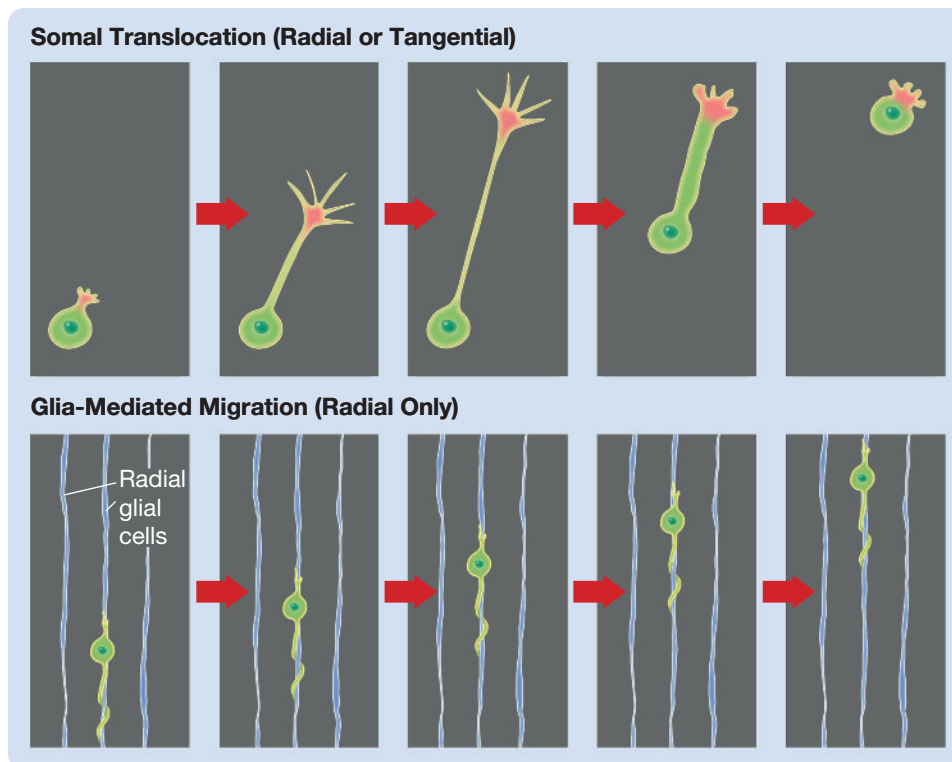 Somal Translocation (Radial or Tangential)
Glia-Mediated Migration (Radial Only)
Radial
glial
cells